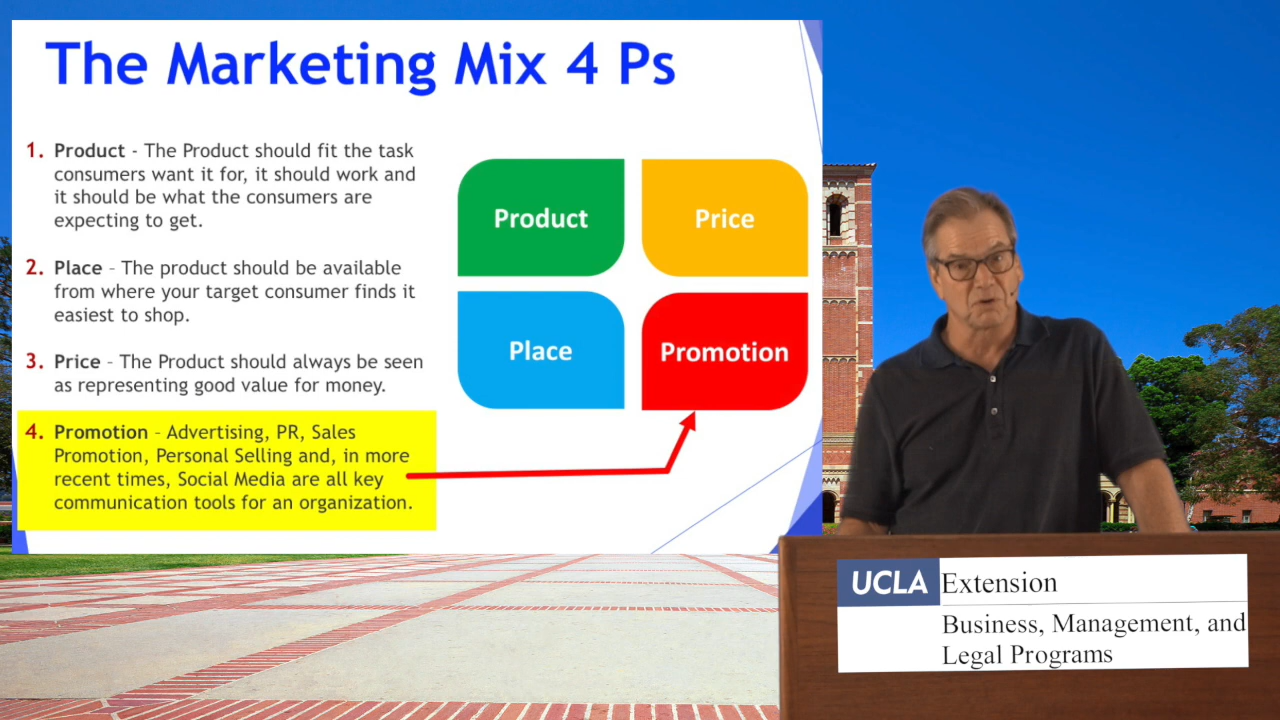 The Marketing Mix 4 Ps
1. Product - The Product should fit the task
consumers want it for, it should work and
it should be what the consumers are
expecting to get.
2. Place – The product should be available
from where your target consumer finds it
easiest to shop.
3. Price – The Product should always be seen
as representing good value for money.
4. Promotion – Advertising, PR, Sales
Promotion, Personal Selling and, in more
recent times, Social Media are all key
communication tools for an organization.
Product
Price
Place
Promotion
UCLA Extension
Business, Management, and
Legal Programs